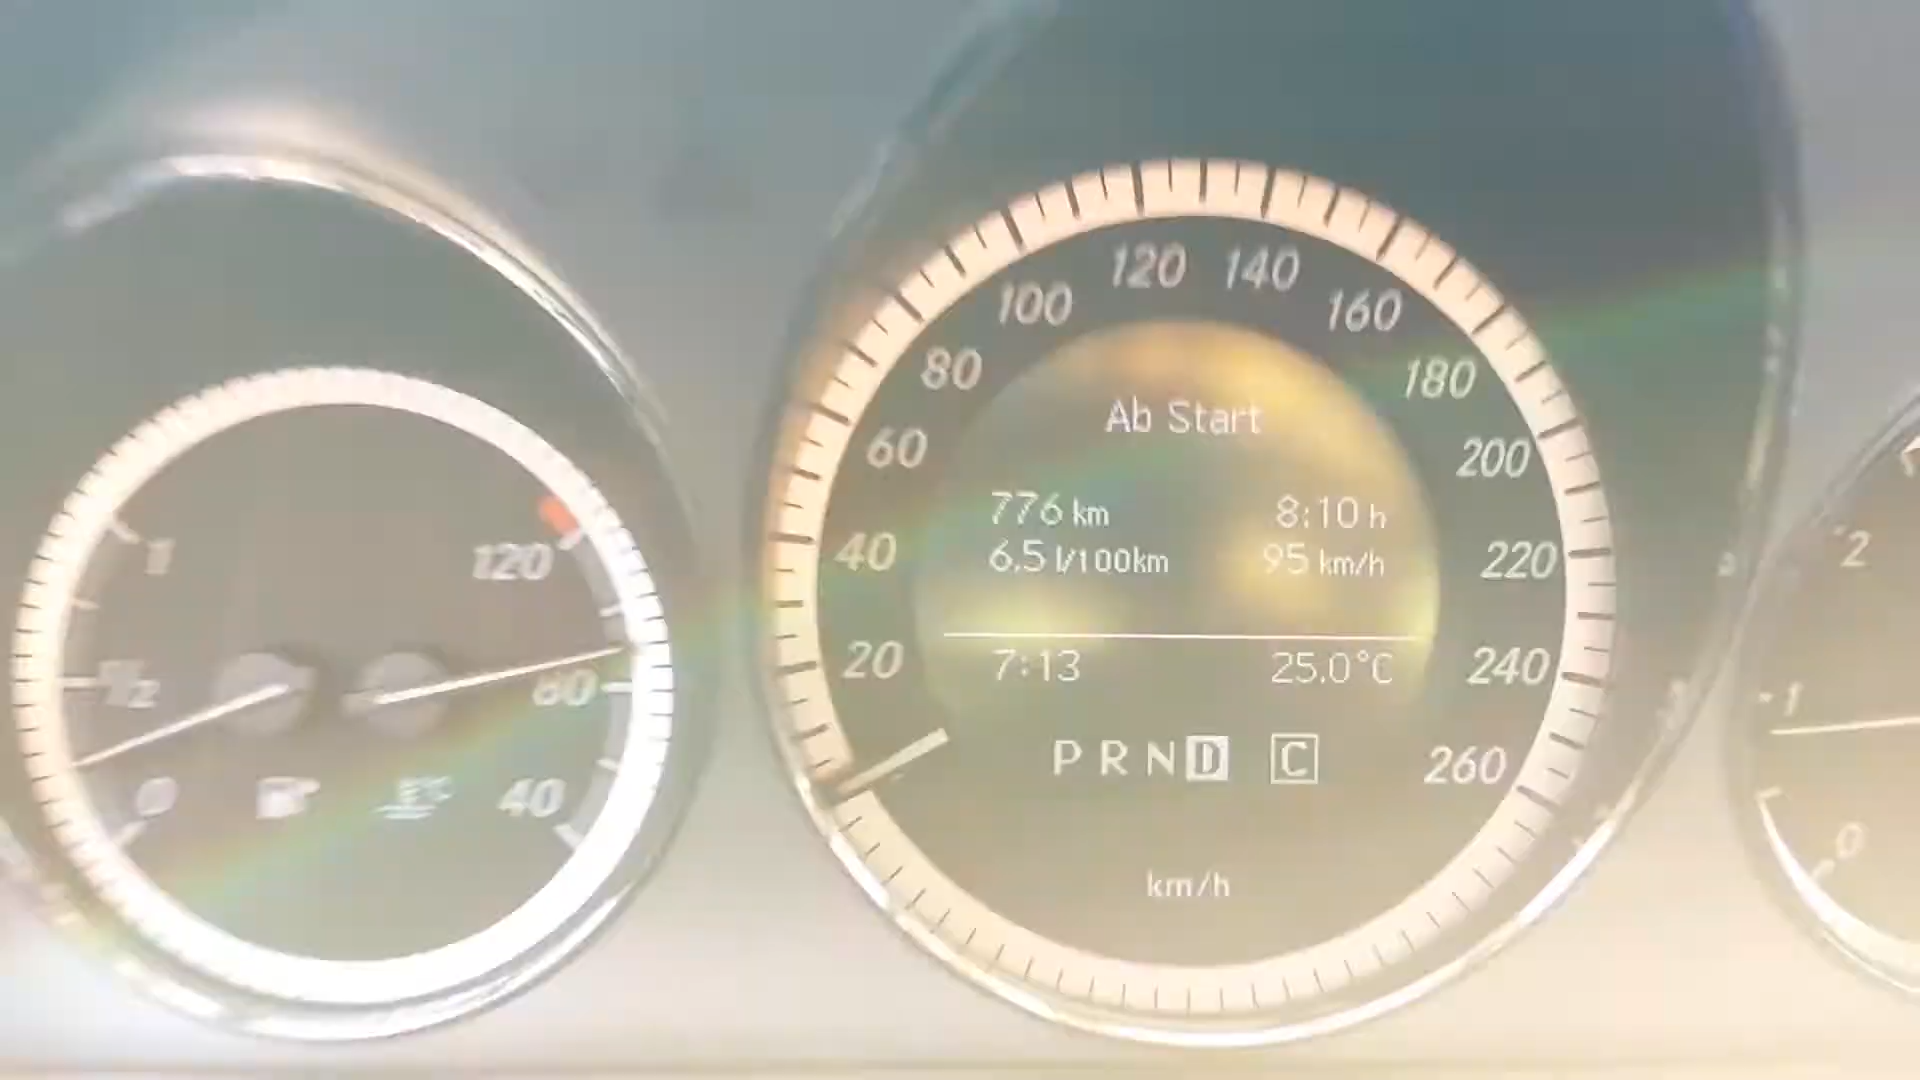 1
120
1/2
80
0
40
120 140
100 160
80 180
60 200
40 220
20 240
260
Ab Start
776 km 8:10 h
6.5 l/100km 95 km/h
7:13 25.0°C
P R N D C
km/h
2
1
0